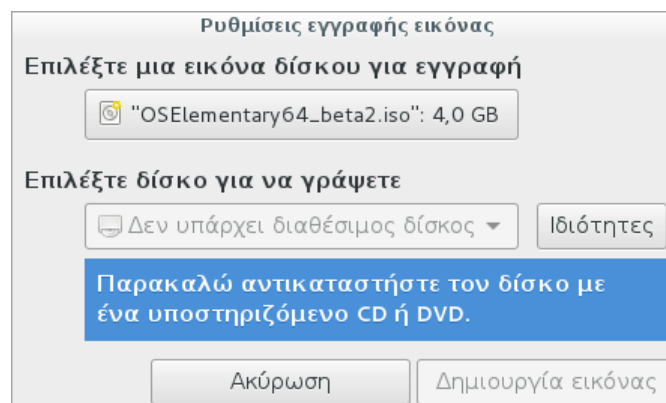 Ρυθμίσεις εγγραφής εικόνας
Επιλέξτε μια εικόνα δίσκου για εγγραφή
"OSElementary64_beta2.iso": 4,0 GB
Επιλέξτε δίσκο για να γράψετε
Δεν υπάρχει διαθέσιμος δίσκος Ιδιότητες
Παρακαλώ αντικαταστήστε τον δίσκο με
ένα υποστηριζόμενο CD ή DVD.
Ακύρωση Δημιουργία εικόνας